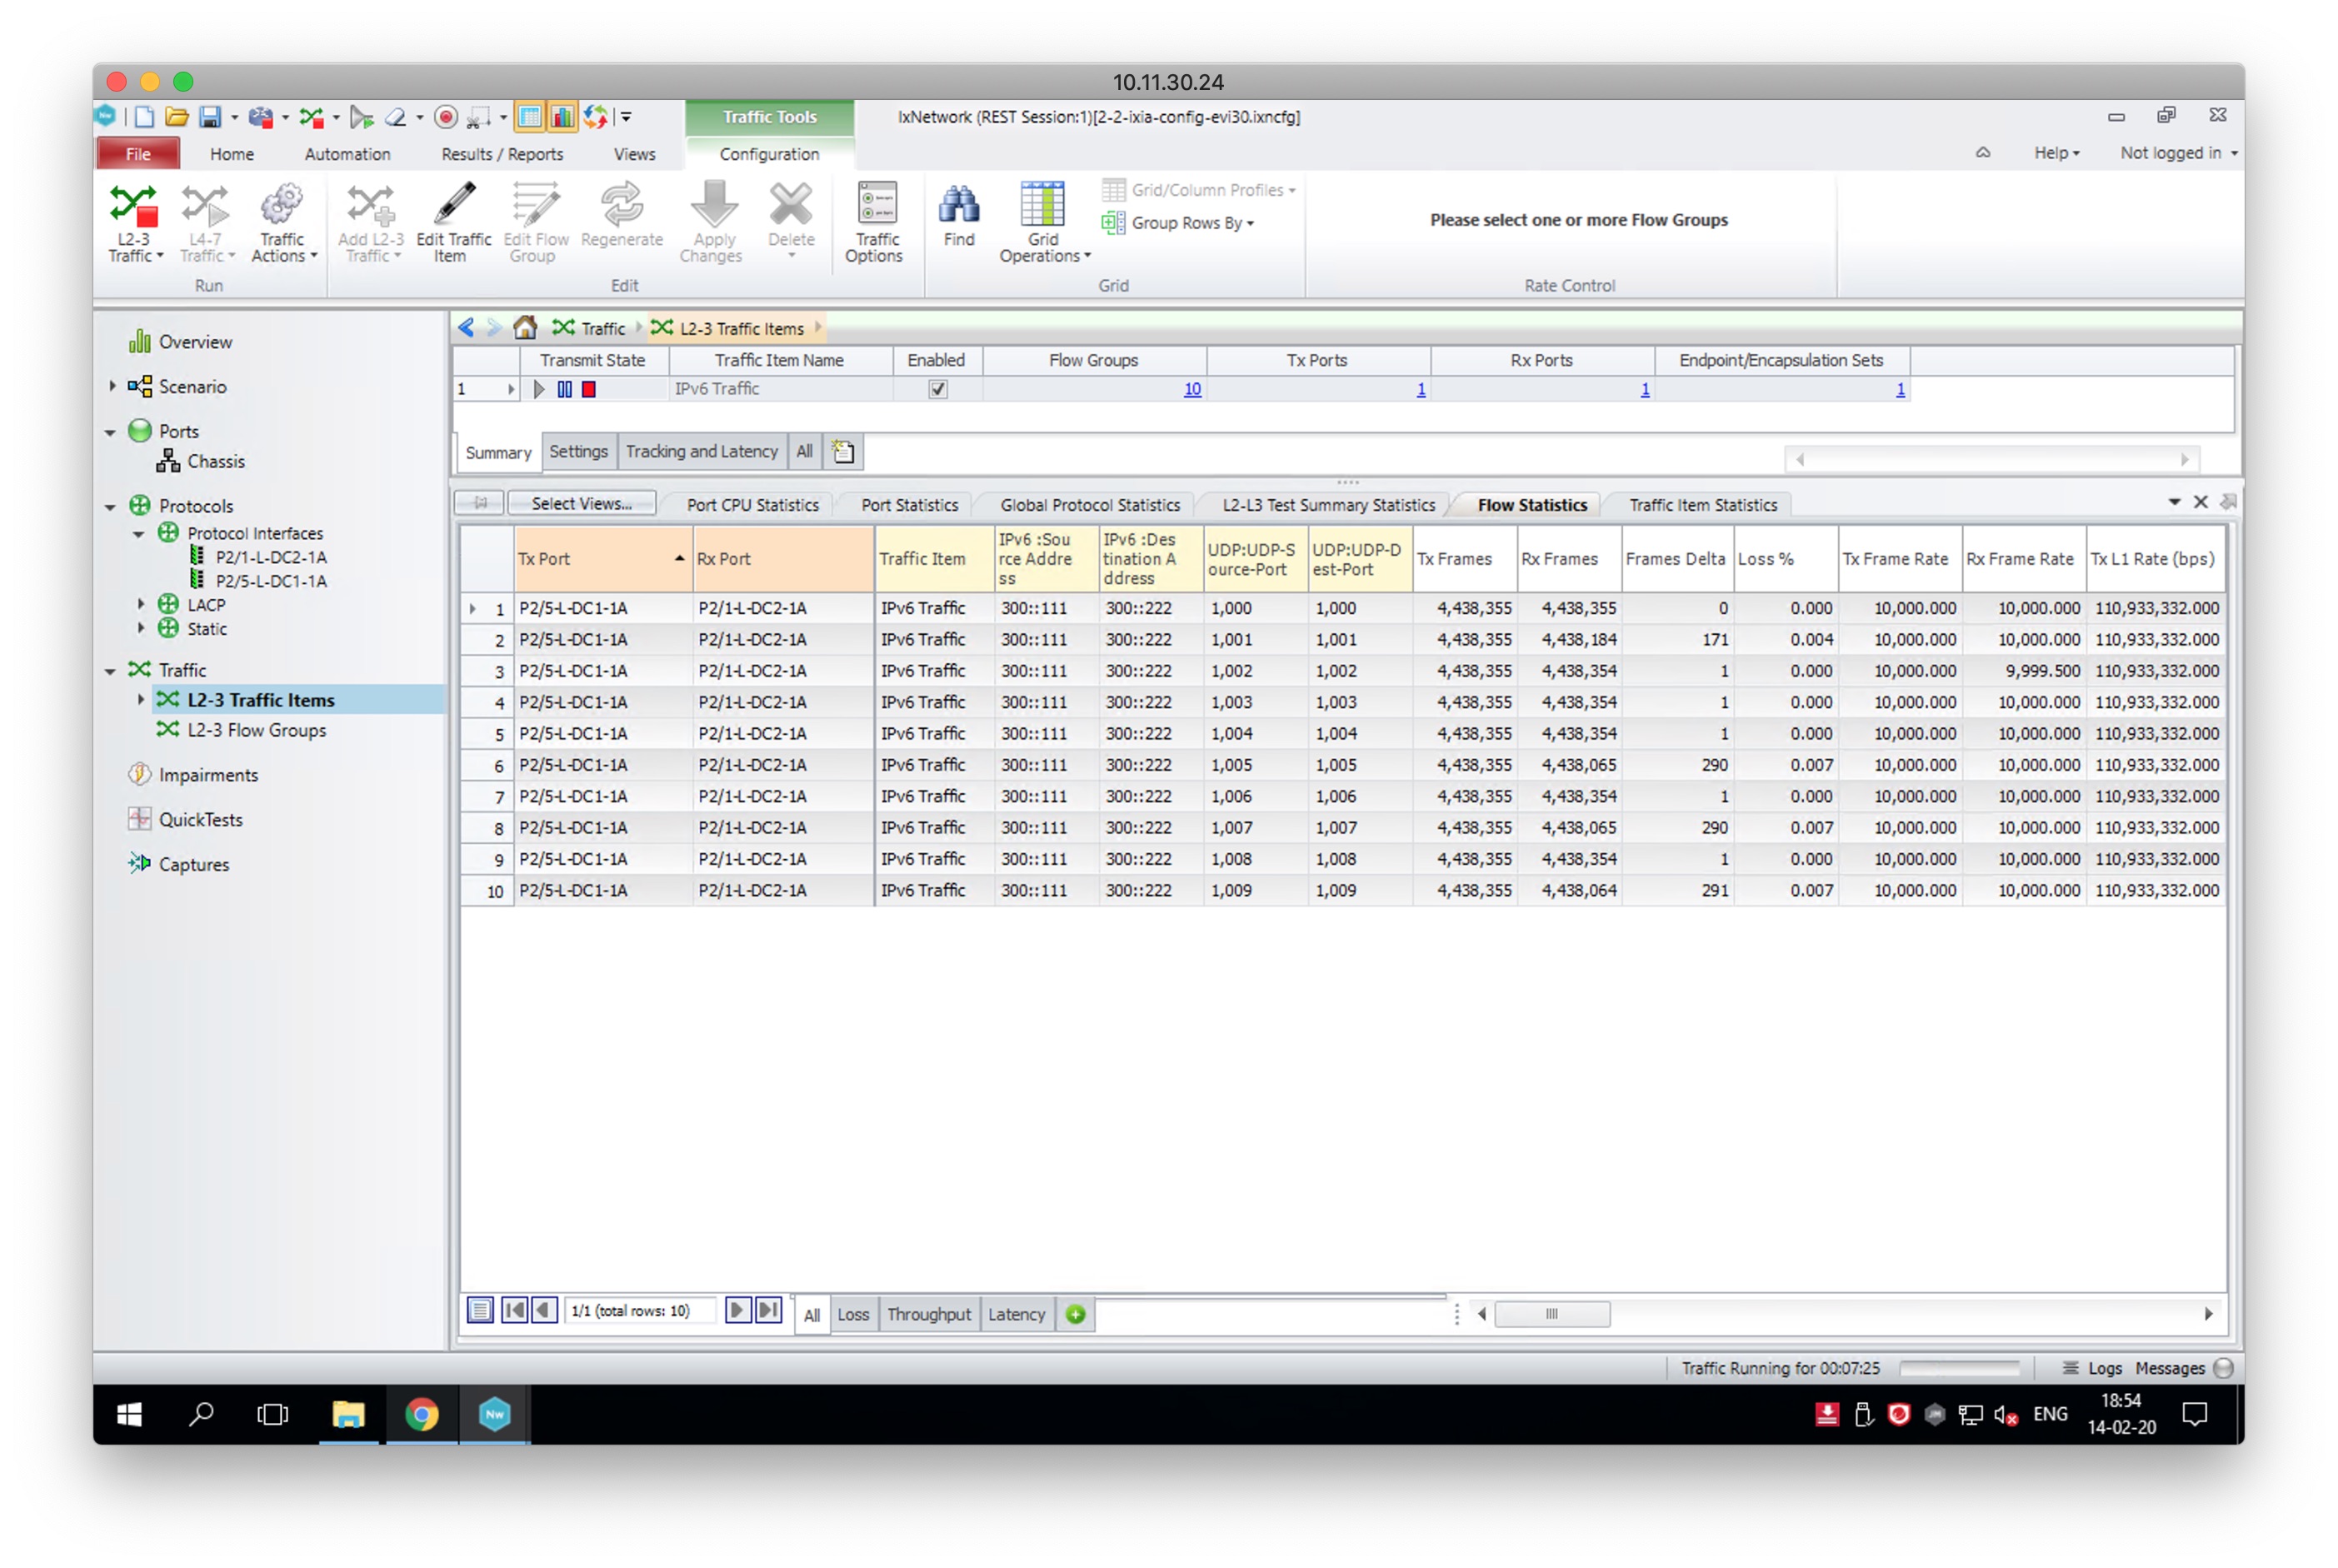 10.11.30.24
Traffic Tools
IxNetwork (REST Session:1)[2-2-ixia-config-evi30.ixncfg]
File Home Automation Results / Reports Views Configuration Help Not logged in
L2-3 Traffic L4-7 Traffic Traffic Actions Add L2-3 Traffic Edit Traffic Item Edit Flow Group Regenerate Apply Changes Delete Traffic Options Find Grid Operations
Grid/Column Profiles
Group Rows By
Please select one or more Flow Groups
Run Edit Grid Rate Control
Overview
Scenario
Ports
Chassis
Protocols
Protocol Interfaces
P2/1-L-DC2-1A
P2/5-L-DC1-1A
LACP
Static
Traffic
L2-3 Traffic Items
L2-3 Flow Groups
Impairments
QuickTests
Captures
Traffic L2-3 Traffic Items
Transmit State Traffic Item Name Enabled Flow Groups Tx Ports Rx Ports Endpoint/Encapsulation Sets
1 IPv6 Traffic 10 1 1 1
Summary Settings Tracking and Latency All
Select Views... Port CPU Statistics Port Statistics Global Protocol Statistics L2-L3 Test Summary Statistics Flow Statistics Traffic Item Statistics
Tx Port Rx Port Traffic Item IPv6 :Source Address IPv6 :Destination Address UDP:UDP-Source-Port UDP:UDP-Dest-Port Tx Frames Rx Frames Frames Delta Loss % Tx Frame Rate Rx Frame Rate Tx L1 Rate (bps)
1 P2/5-L-DC1-1A P2/1-L-DC2-1A IPv6 Traffic 300::111 300::222 1,000 1,000 4,438,355 4,438,355 0 0.000 10,000.000 10,000.000 110,933,332.000
2 P2/5-L-DC1-1A P2/1-L-DC2-1A IPv6 Traffic 300::111 300::222 1,001 1,001 4,438,355 4,438,184 171 0.004 10,000.000 10,000.000 110,933,332.000
3 P2/5-L-DC1-1A P2/1-L-DC2-1A IPv6 Traffic 300::111 300::222 1,002 1,002 4,438,355 4,438,354 1 0.000 10,000.000 9,999.500 110,933,332.000
4 P2/5-L-DC1-1A P2/1-L-DC2-1A IPv6 Traffic 300::111 300::222 1,003 1,003 4,438,355 4,438,354 1 0.000 10,000.000 10,000.000 110,933,332.000
5 P2/5-L-DC1-1A P2/1-L-DC2-1A IPv6 Traffic 300::111 300::222 1,004 1,004 4,438,355 4,438,354 1 0.000 10,000.000 10,000.000 110,933,332.000
6 P2/5-L-DC1-1A P2/1-L-DC2-1A IPv6 Traffic 300::111 300::222 1,005 1,005 4,438,355 4,438,065 290 0.007 10,000.000 10,000.000 110,933,332.000
7 P2/5-L-DC1-1A P2/1-L-DC2-1A IPv6 Traffic 300::111 300::222 1,006 1,006 4,438,355 4,438,354 1 0.000 10,000.000 10,000.000 110,933,332.000
8 P2/5-L-DC1-1A P2/1-L-DC2-1A IPv6 Traffic 300::111 300::222 1,007 1,007 4,438,355 4,438,065 290 0.007 10,000.000 10,000.000 110,933,332.000
9 P2/5-L-DC1-1A P2/1-L-DC2-1A IPv6 Traffic 300::111 300::222 1,008 1,008 4,438,355 4,438,354 1 0.000 10,000.000 10,000.000 110,933,332.000
10 P2/5-L-DC1-1A P2/1-L-DC2-1A IPv6 Traffic 300::111 300::222 1,009 1,009 4,438,355 4,438,064 291 0.007 10,000.000 10,000.000 110,933,332.000
1/1 (total rows: 10) All Loss Throughput Latency
Traffic Running for 00:07:25 Logs Messages
Nw
ENG
18:54
14-02-20